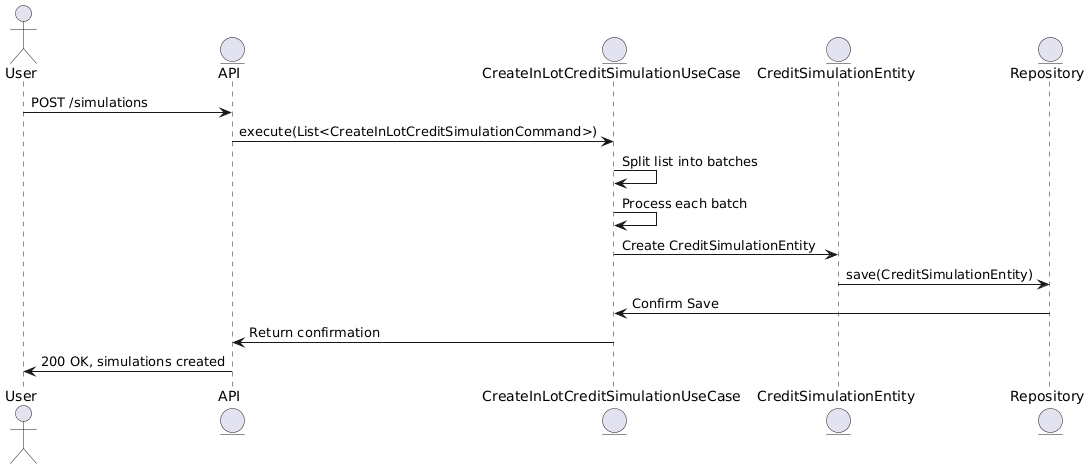 User
API
CreateInLotCreditSimulationUseCase
CreditSimulationEntity
Repository
POST /simulations
execute(List<CreateInLotCreditSimulationCommand>)
Split list into batches
Process each batch
Create CreditSimulationEntity
save(CreditSimulationEntity)
Confirm Save
Return confirmation
200 OK, simulations created
User
API
CreateInLotCreditSimulationUseCase
CreditSimulationEntity
Repository